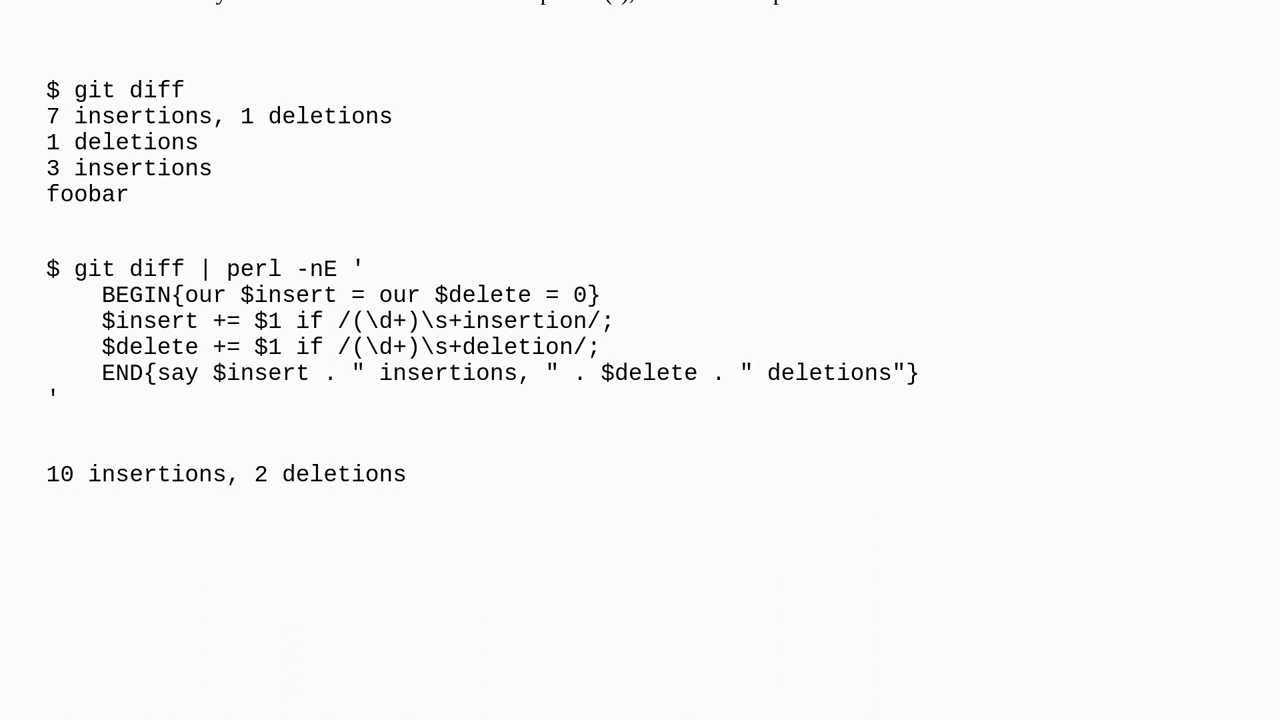 $ git diff
7 insertions, 1 deletions
1 deletions
3 insertions
foobar
$ git diff | perl -nE '
    BEGIN{our $insert = our $delete = 0}
    $insert += $1 if /(\d+)\s+insertion/;
    $delete += $1 if /(\d+)\s+deletion/;
    END{say $insert . " insertions, " . $delete . " deletions"}
'
10 insertions, 2 deletions